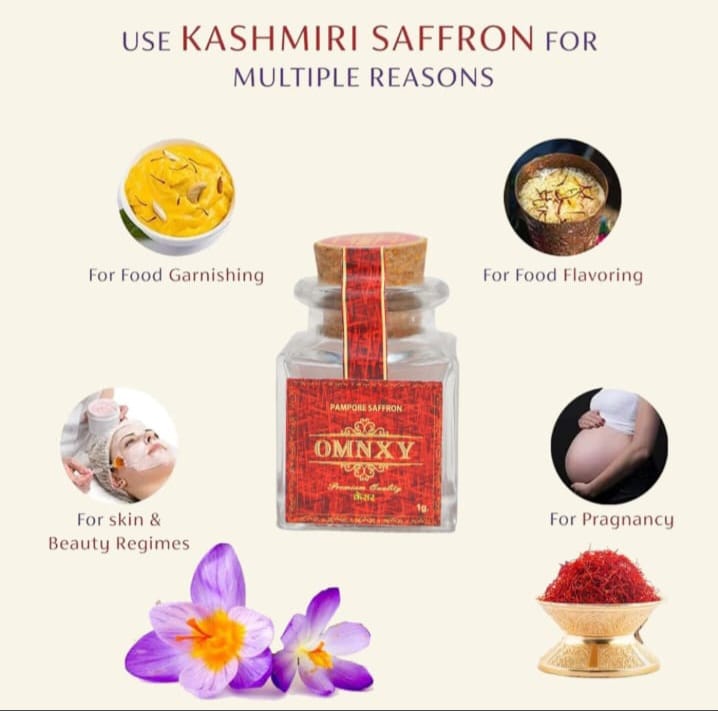 USE KASHMIRI SAFFRON FOR
MULTIPLE REASONS
For Food Garnishing
For Food Flavoring
PAMPORE SAFFRON
OMNXY
Premium Quality
केसर
1g
For skin &
Beauty Regimes
For Pragnancy